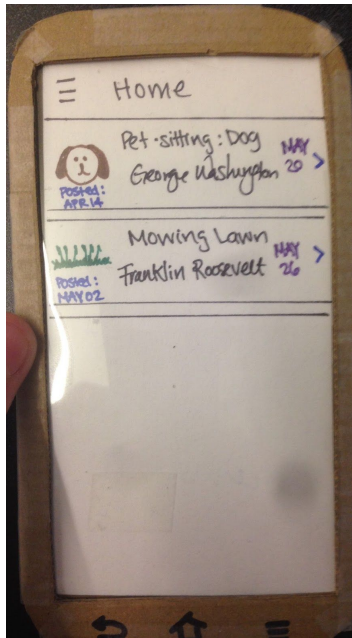 Home
Pet-sitting: Dog
George Washington
MAY 20 >
Posted:
APR 14
Mowing Lawn
Franklin Roosevelt
MAY 26 >
Posted:
MAY 02